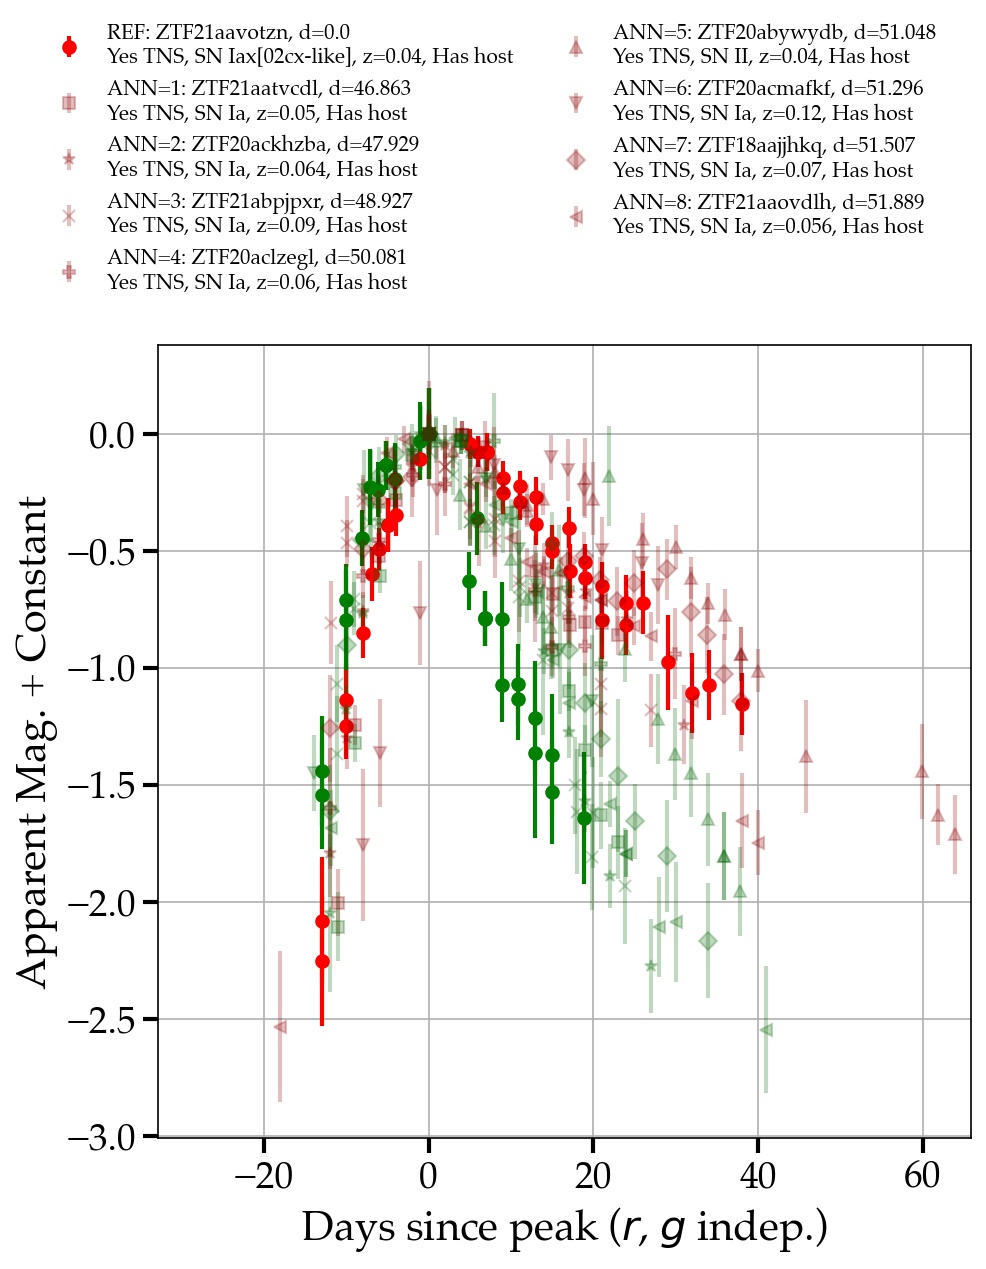 REF: ZTF21aavotzn, d=0.0
Yes TNS, SN Iax[02cx-like], z=0.04, Has host
ANN=1: ZTF21aatvcdl, d=46.863
Yes TNS, SN Ia, z=0.05, Has host
ANN=2: ZTF20ackhzba, d=47.929
Yes TNS, SN Ia, z=0.064, Has host
ANN=3: ZTF21abpjpxr, d=48.927
Yes TNS, SN Ia, z=0.09, Has host
ANN=4: ZTF20aclzegl, d=50.081
Yes TNS, SN Ia, z=0.06, Has host
ANN=5: ZTF20abywydb, d=51.048
Yes TNS, SN II, z=0.04, Has host
ANN=6: ZTF20acmafkf, d=51.296
Yes TNS, SN Ia, z=0.12, Has host
ANN=7: ZTF18aajjhkq, d=51.507
Yes TNS, SN Ia, z=0.07, Has host
ANN=8: ZTF21aaovdlh, d=51.889
Yes TNS, SN Ia, z=0.056, Has host
Apparent Mag. + Constant
0.0
−0.5
−1.0
−1.5
−2.0
−2.5
−3.0
−20 0 20 40 60
Days since peak (r, g indep.)